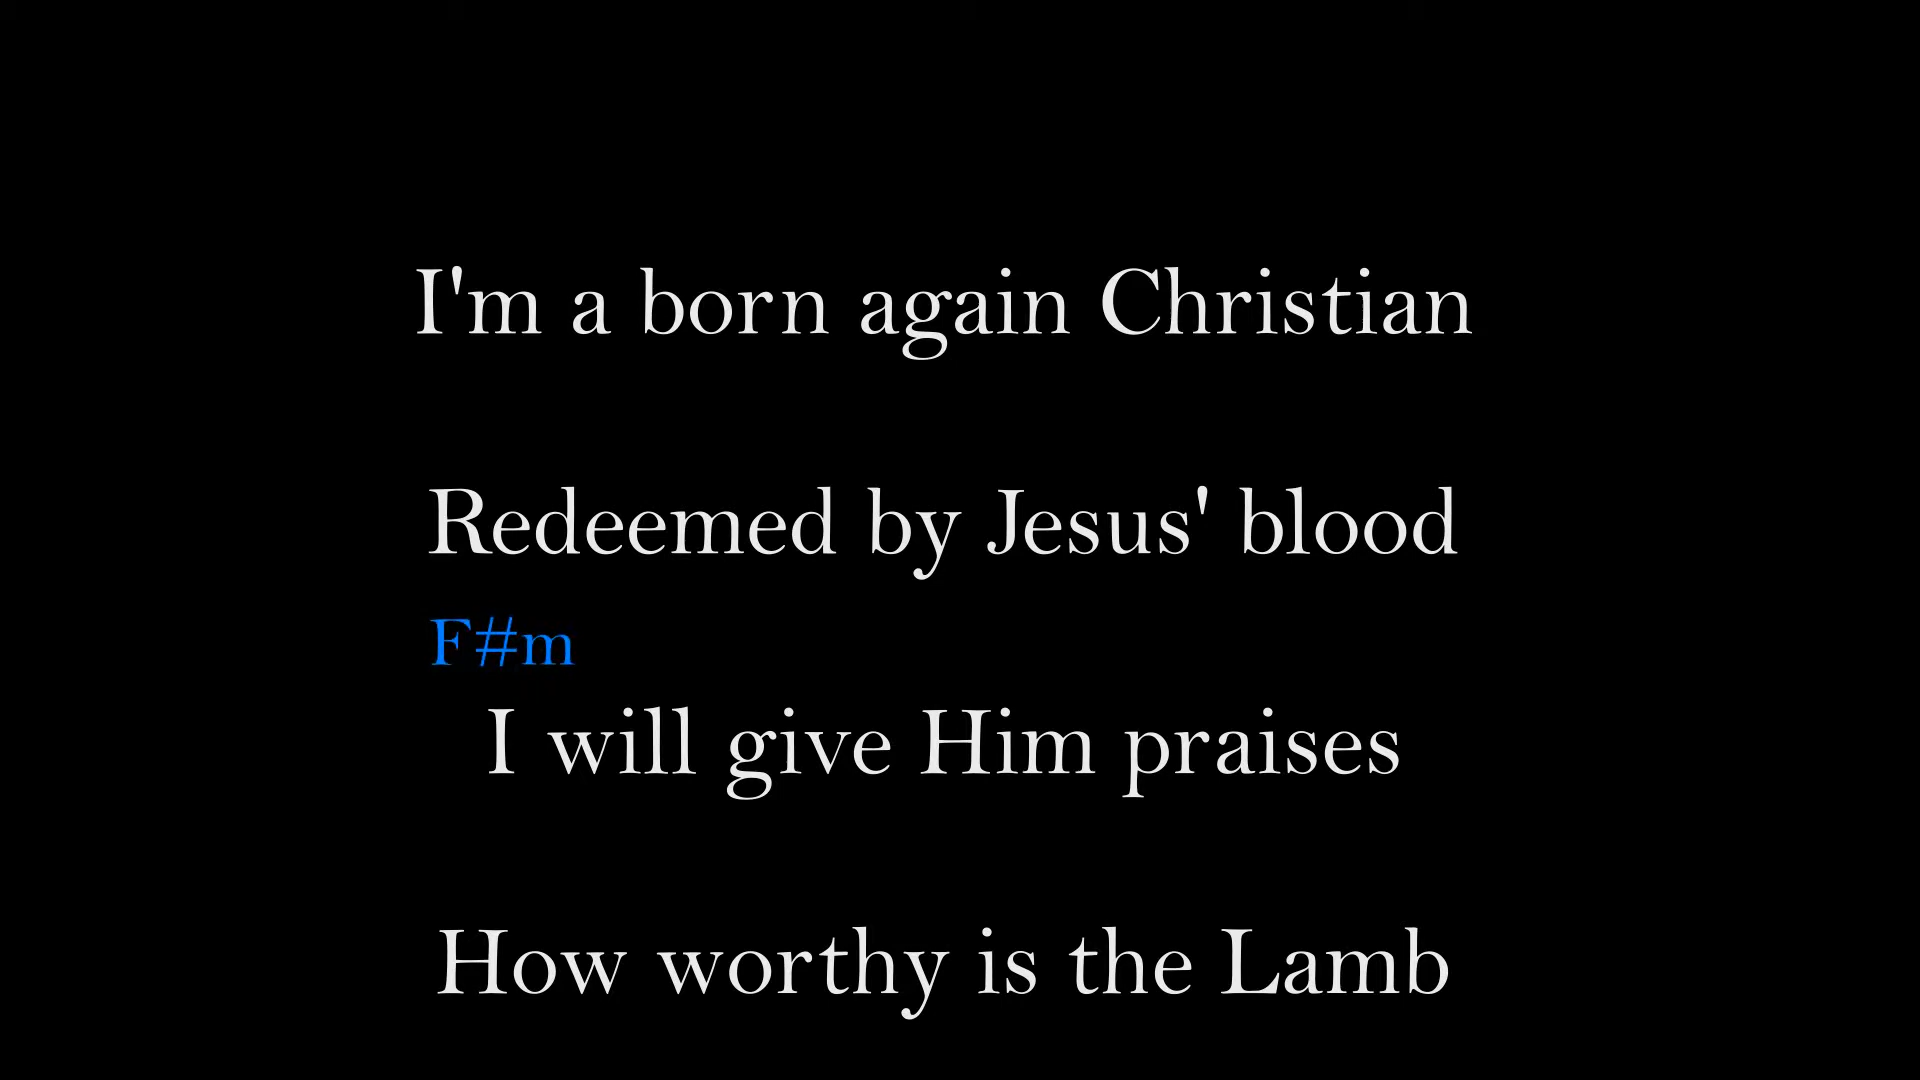 I'm a born again Christian
Redeemed by Jesus' blood
F#m
I will give Him praises
How worthy is the Lamb